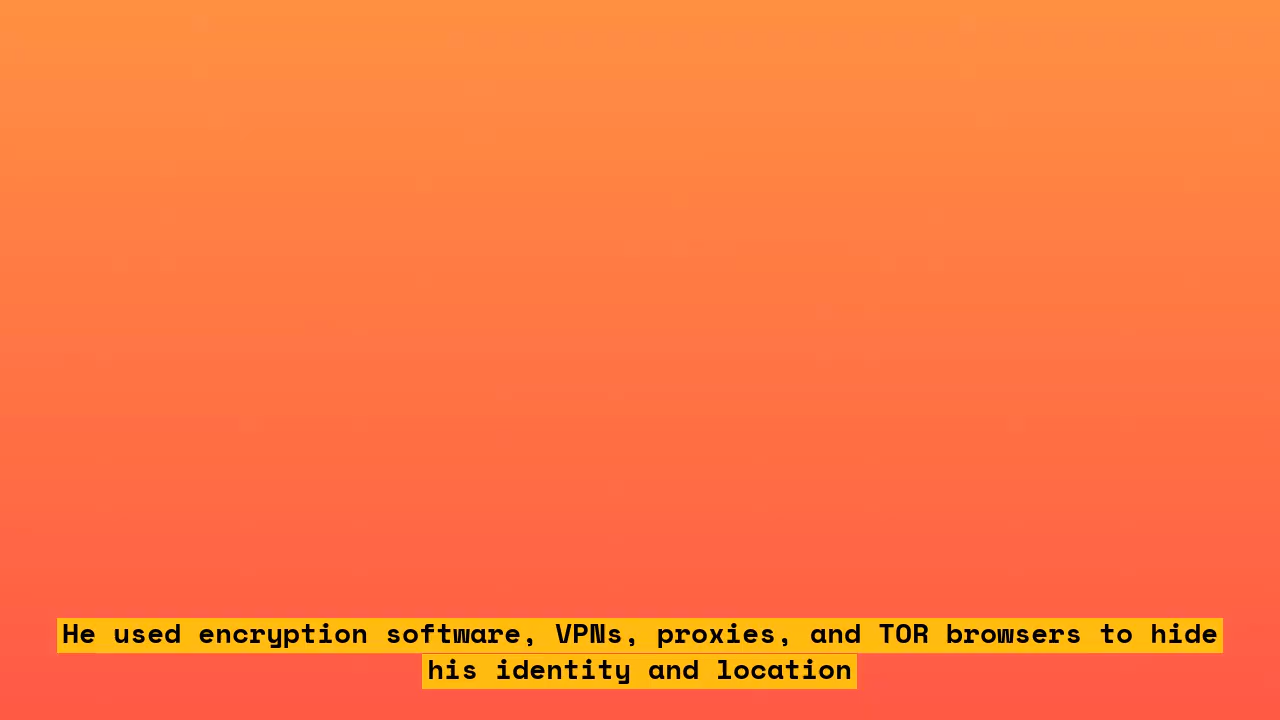 He used encryption software, VPNs, proxies, and TOR browsers to hide
his identity and location